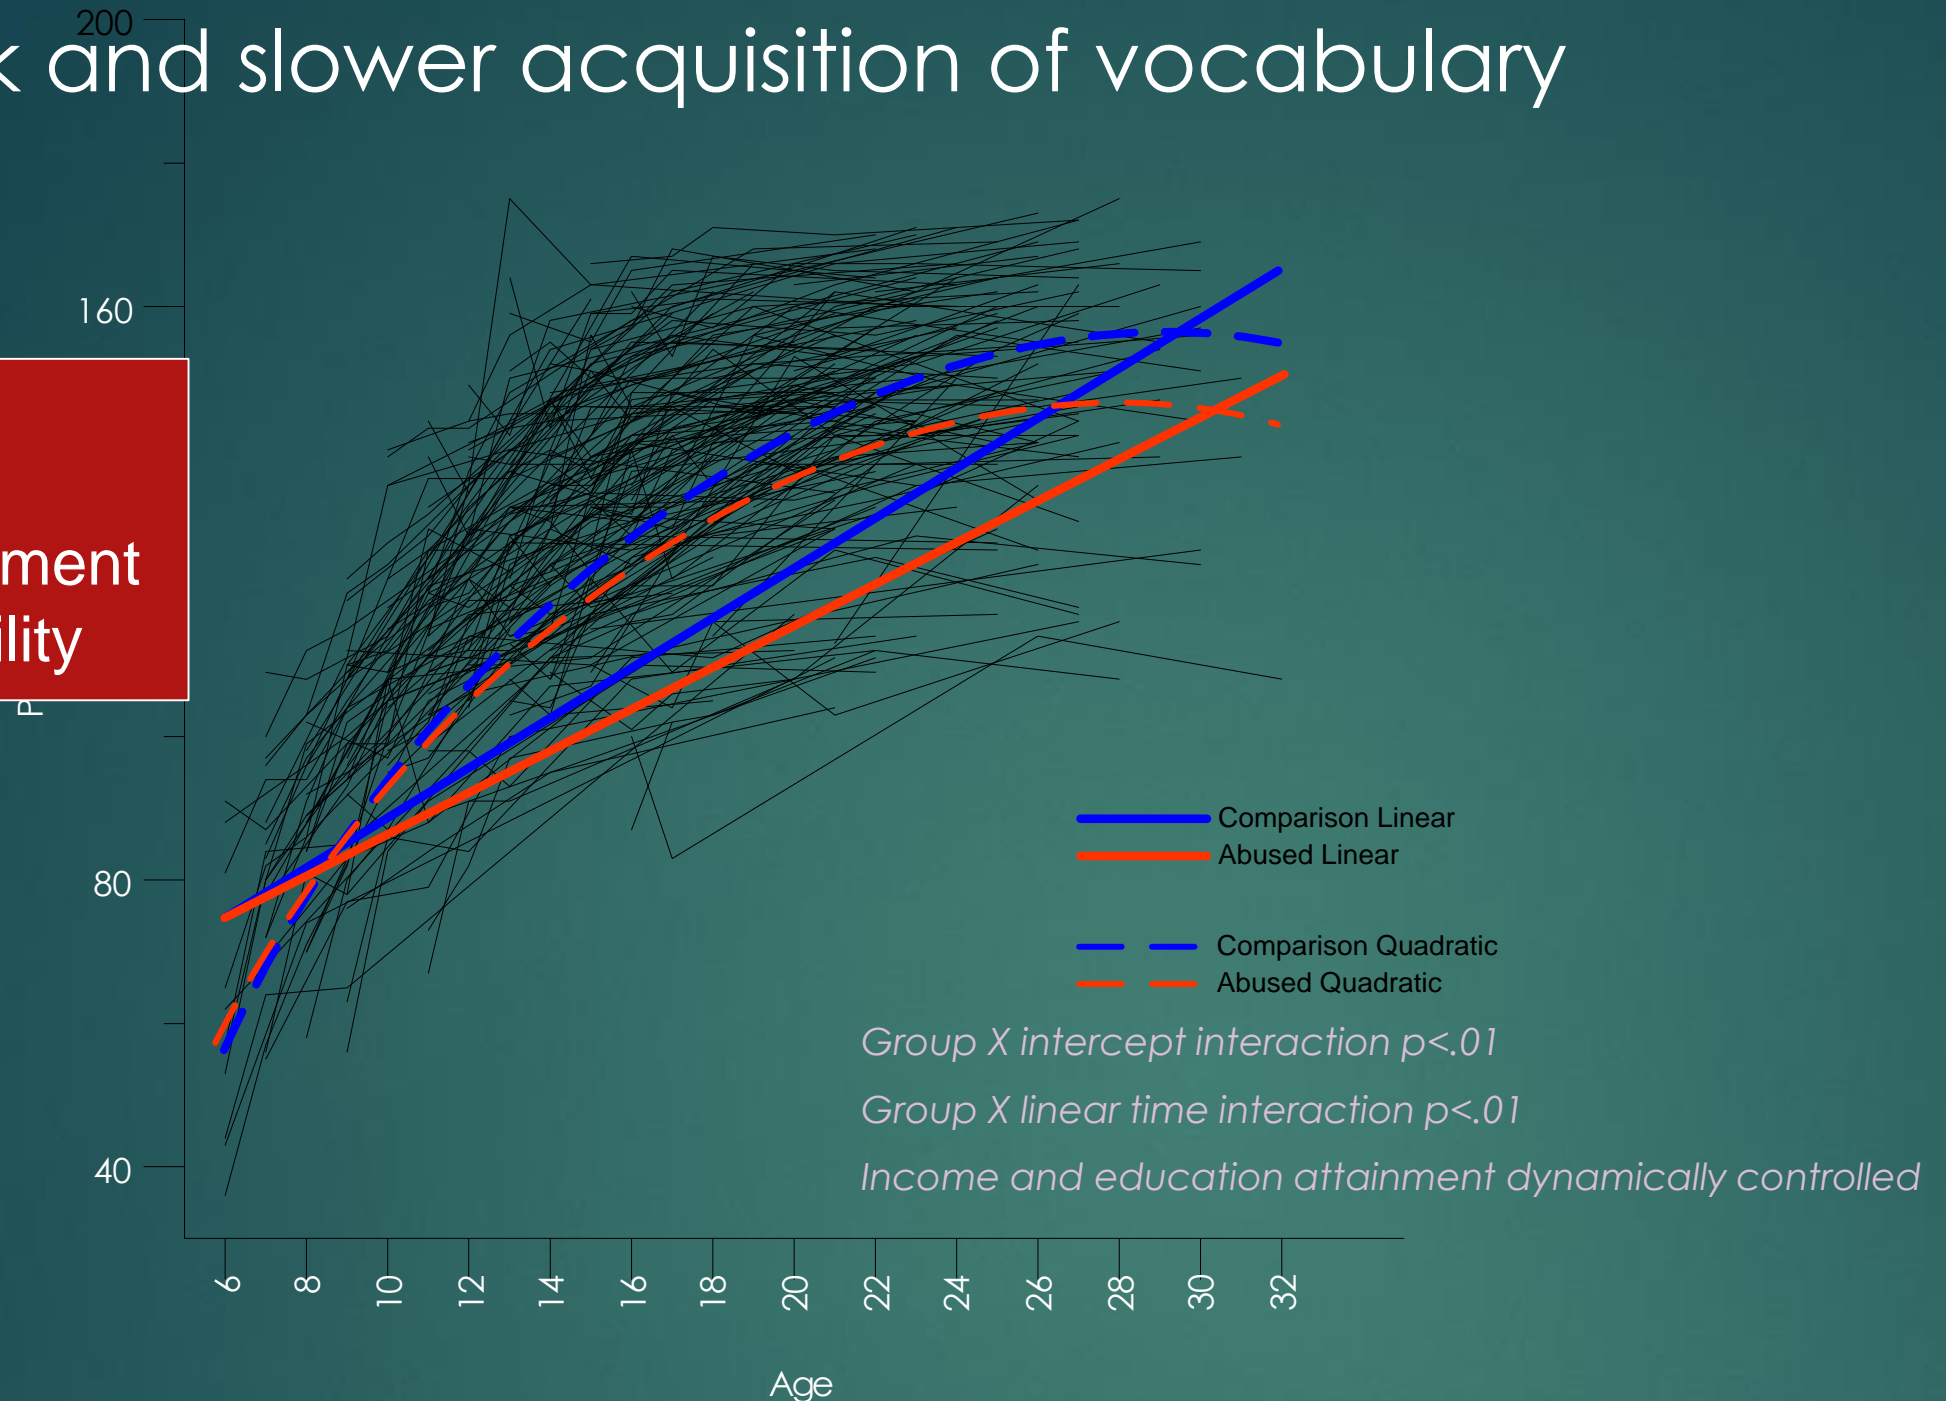 k and slower acquisition of vocabulary
200
160
ment
ility
P
80
40
Comparison Linear
Abused Linear
Comparison Quadratic
Abused Quadratic
Group X intercept interaction p<.01
Group X linear time interaction p<.01
Income and education attainment dynamically controlled
6 8 10 12 14 16 18 20 22 24 26 28 30 32
Age